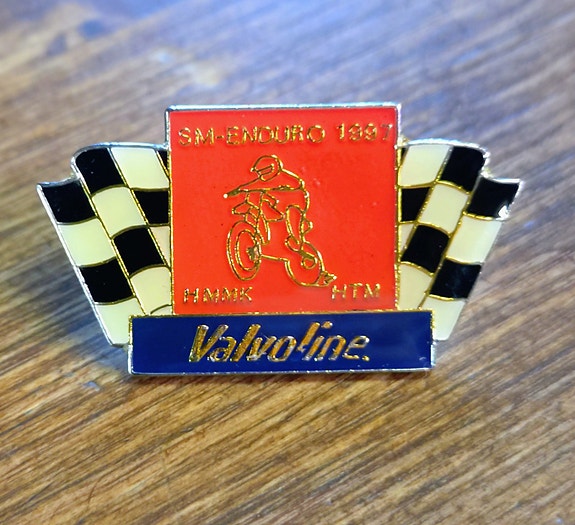 SM-ENDURO 1997
HMMK HTM
Valvoline